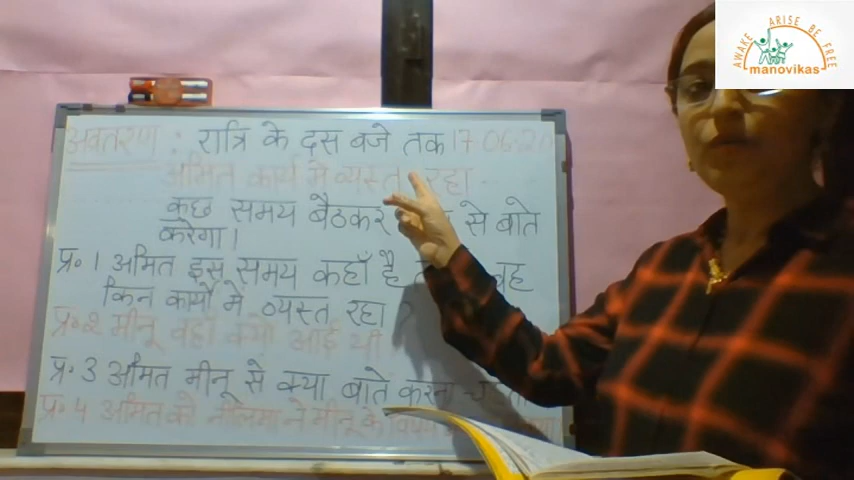 AWAKE ARISE BE FREE
manovikas
अवतरण : रात्रि के दस बजे तक 17 06
अमित कार्य में व्यस्त रहा
कुछ समय बैठकर से बाते
करेगा।
प्र० 1 अमित इस समय कहाँ है वह
किन कार्यो मे व्यस्त रहा ?
प्र० 2 मीनू वहाँ क्यो आई थी
प्र० 3 अमित मीनू से क्या बाते करना
प्र० 4 अमित को नीलिमा ने मीनू के